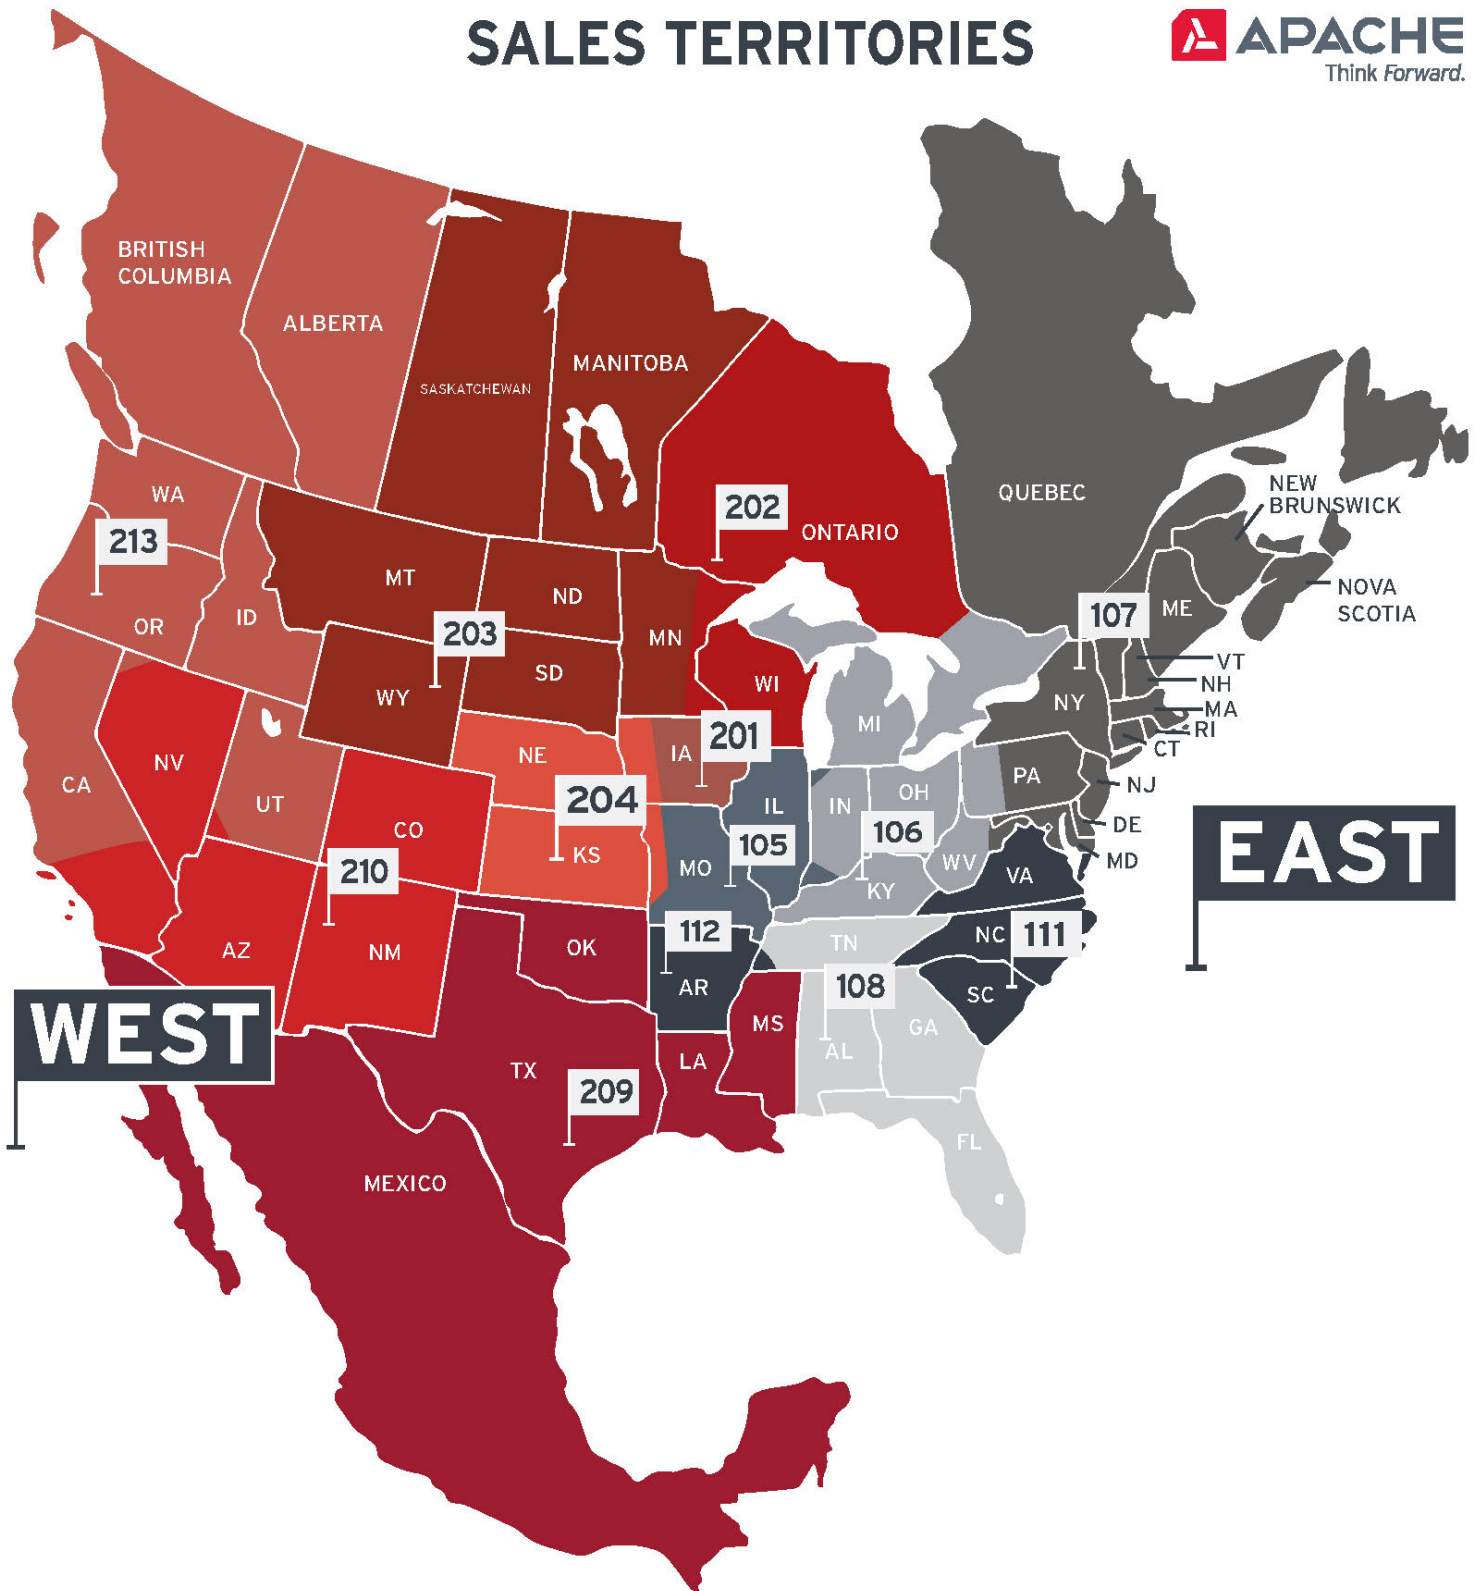 SALES TERRITORIES
APACHE
Think Forward.
BRITISH
COLUMBIA
ALBERTA
SASKATCHEWAN
MANITOBA
ONTARIO
QUEBEC
NEW
BRUNSWICK
NOVA
SCOTIA
202
213
203
107
WA
OR
ID
MT
ND
MN
SD
WY
WI
MI
NY
ME
VT
NH
MA
RI
CT
NJ
DE
MD
PA
201
204
105
106
CA
NV
UT
CO
NE
KS
IA
IL
MO
IN
OH
KY
WV
VA
EAST
210
112
111
108
AZ
NM
OK
AR
TN
NC
SC
MS
AL
GA
LA
TX
FL
WEST
209
MEXICO